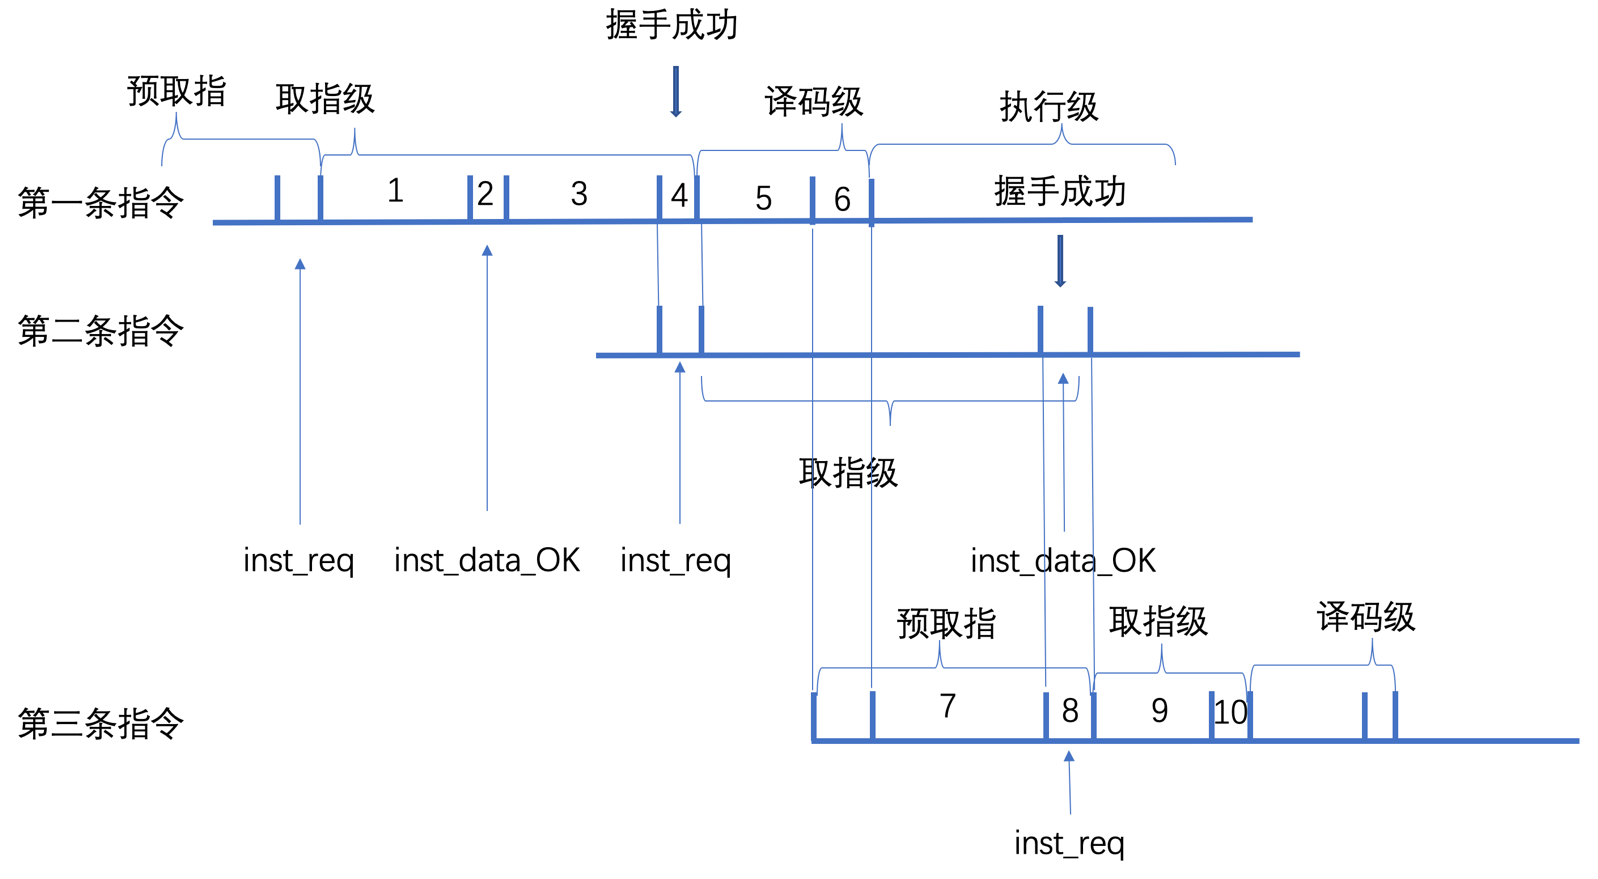 握手成功
预取指
取指级
译码级
执行级
第一条指令
1
2
3
4
5
6
握手成功
第二条指令
取指级
inst_req
inst_data_OK
inst_req
inst_data_OK
预取指
取指级
译码级
第三条指令
7
8
9
10
inst_req